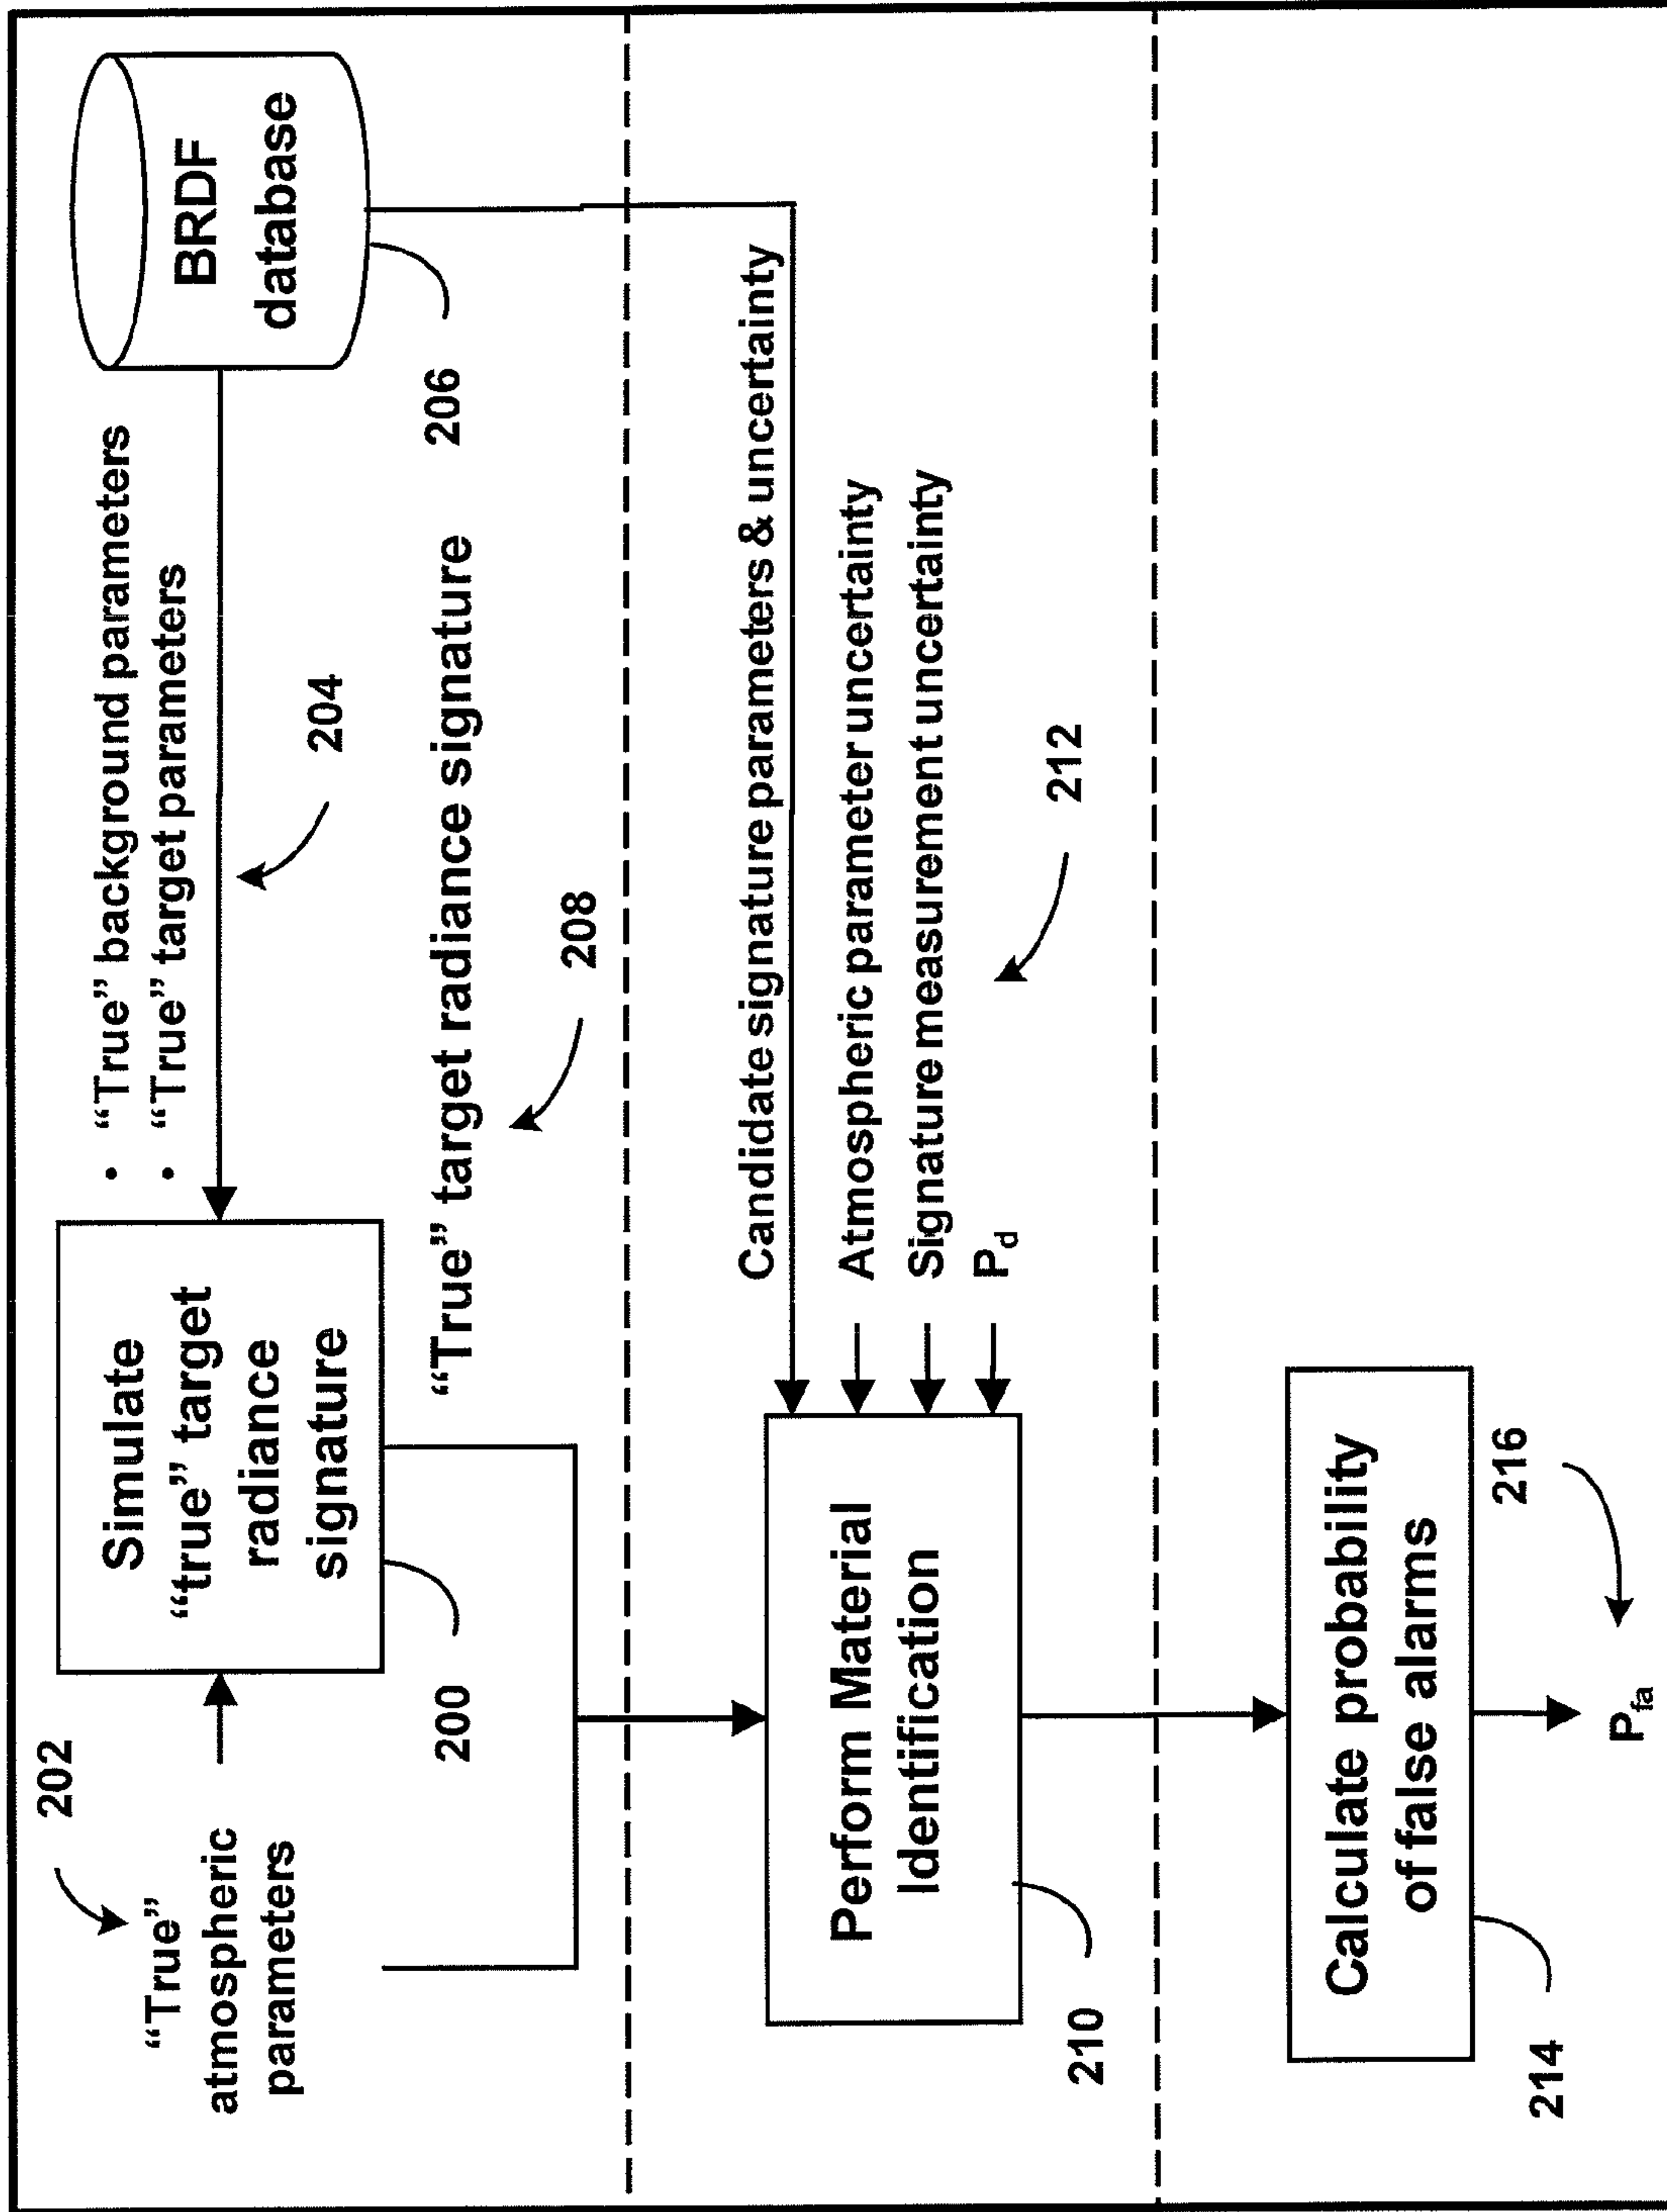 202
“True”
atmospheric
parameters
Simulate
“true” target
radiance
signature
200
• “True” background parameters
• “True” target parameters
204
BRDF
database
206
“True” target radiance signature
208
Candidate signature parameters & uncertainty
Atmospheric parameter uncertainty
Signature measurement uncertainty
Pd
212
Perform Material
Identification
210
Calculate probability
of false alarms
214
216
Pfa